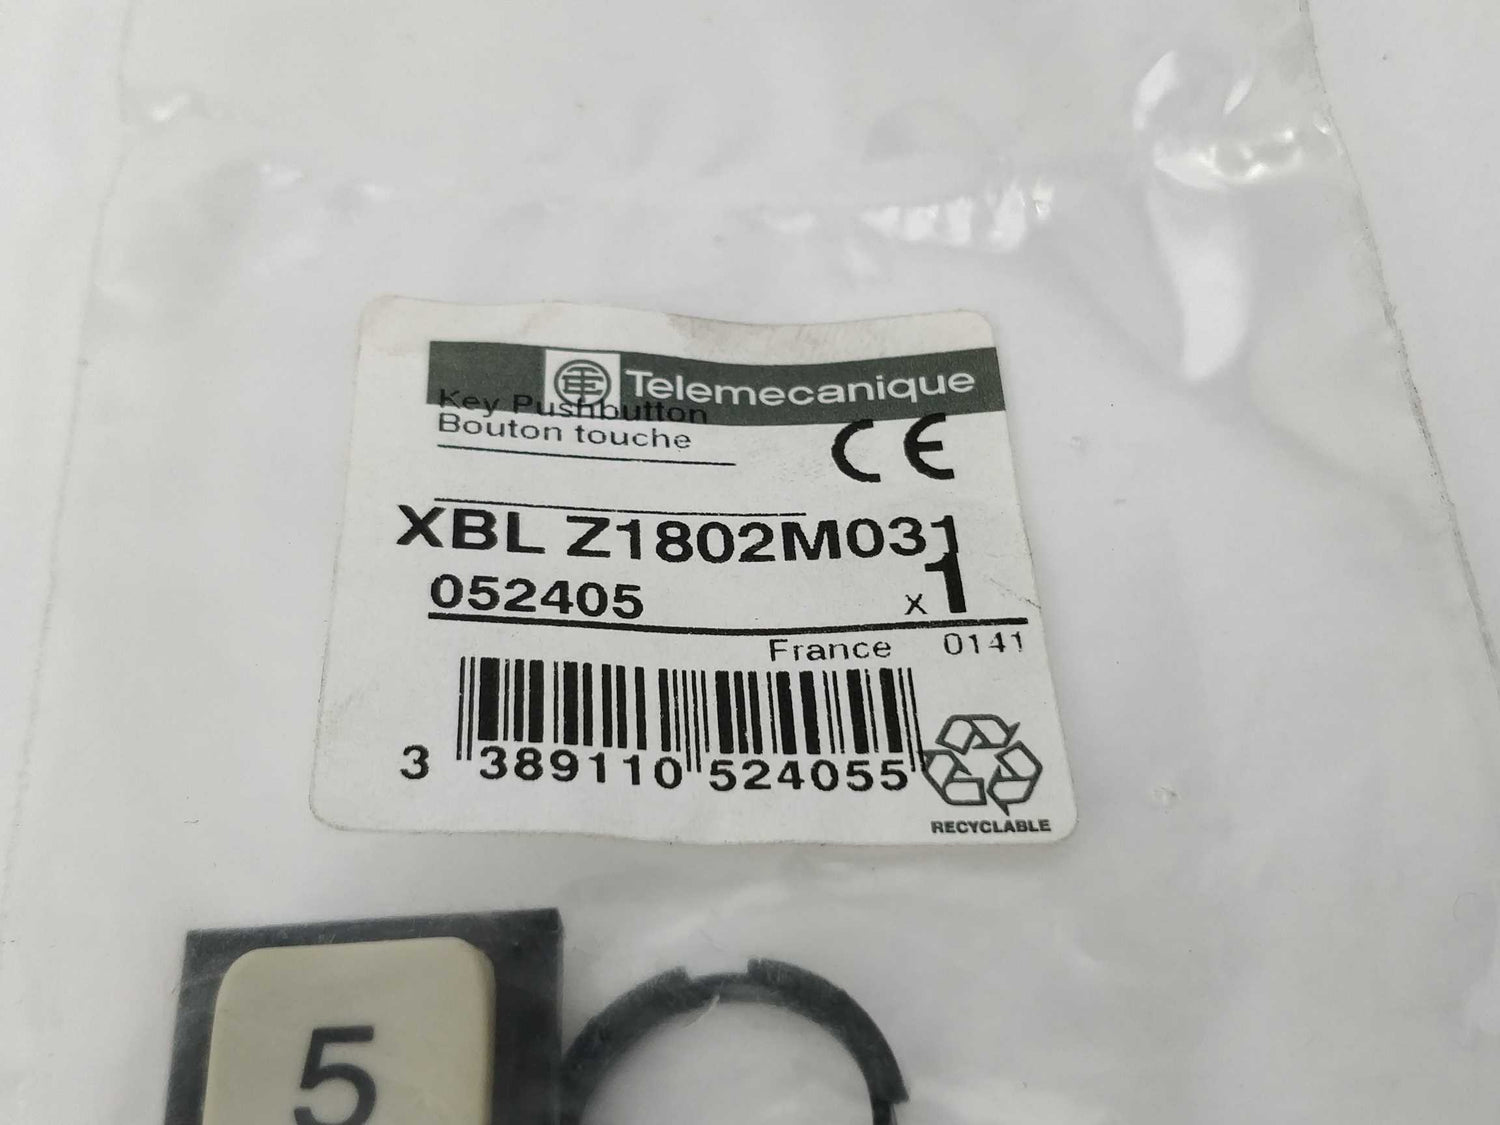 Telemecanique
Key Pushbutton
Bouton touche
CE
XBL Z1802M031
052405
x 1
France 0141
3 389110 524055
RECYCLABLE
5